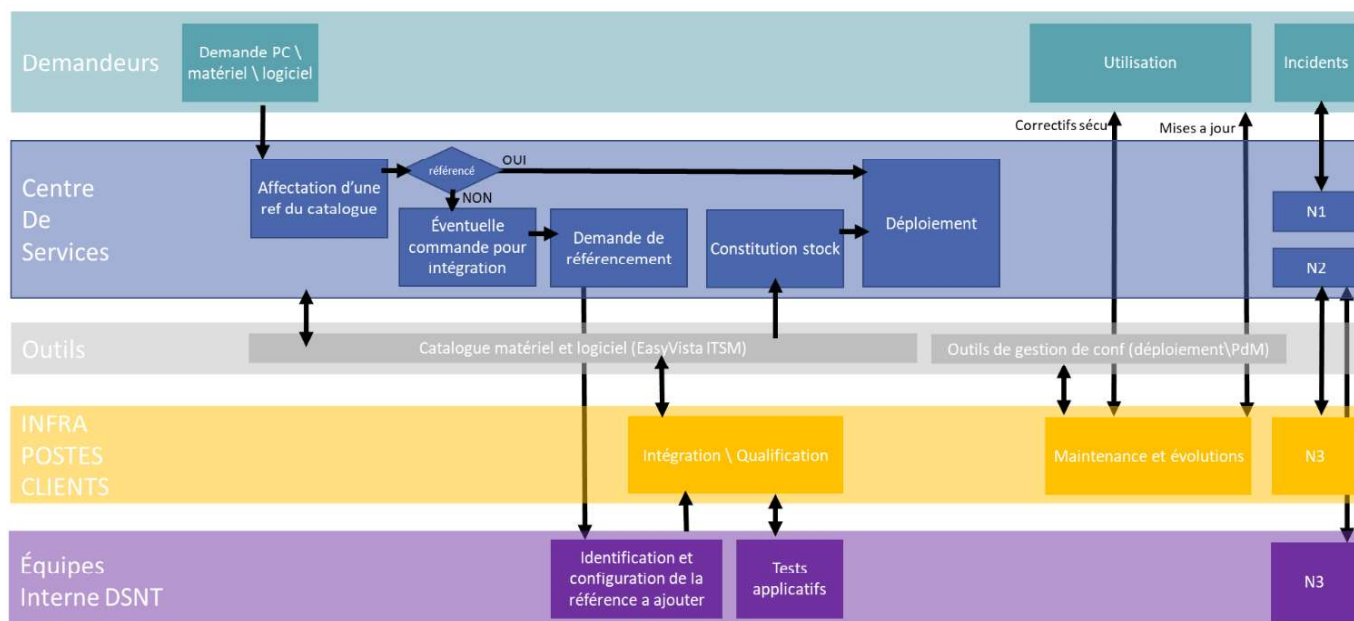 Demandeurs
Demande PC \
matériel \ logiciel
Utilisation
Incidents
Correctifs sécu
Mises a jour
Centre
De
Services
Affectation d'une
ref du catalogue
référencé
OUI
NON
Éventuelle
commande pour
intégration
Demande de
référencement
Constitution stock
Déploiement
N1
N2
Outils
Catalogue matériel et logiciel (EasyVista ITSM)
Outils de gestion de conf (déploiement\PdM)
INFRA
POSTES
CLIENTS
Intégration \ Qualification
Maintenance et évolutions
N3
Équipes
Interne DSNT
Identification et
configuration de la
référence a ajouter
Tests
applicatifs
N3